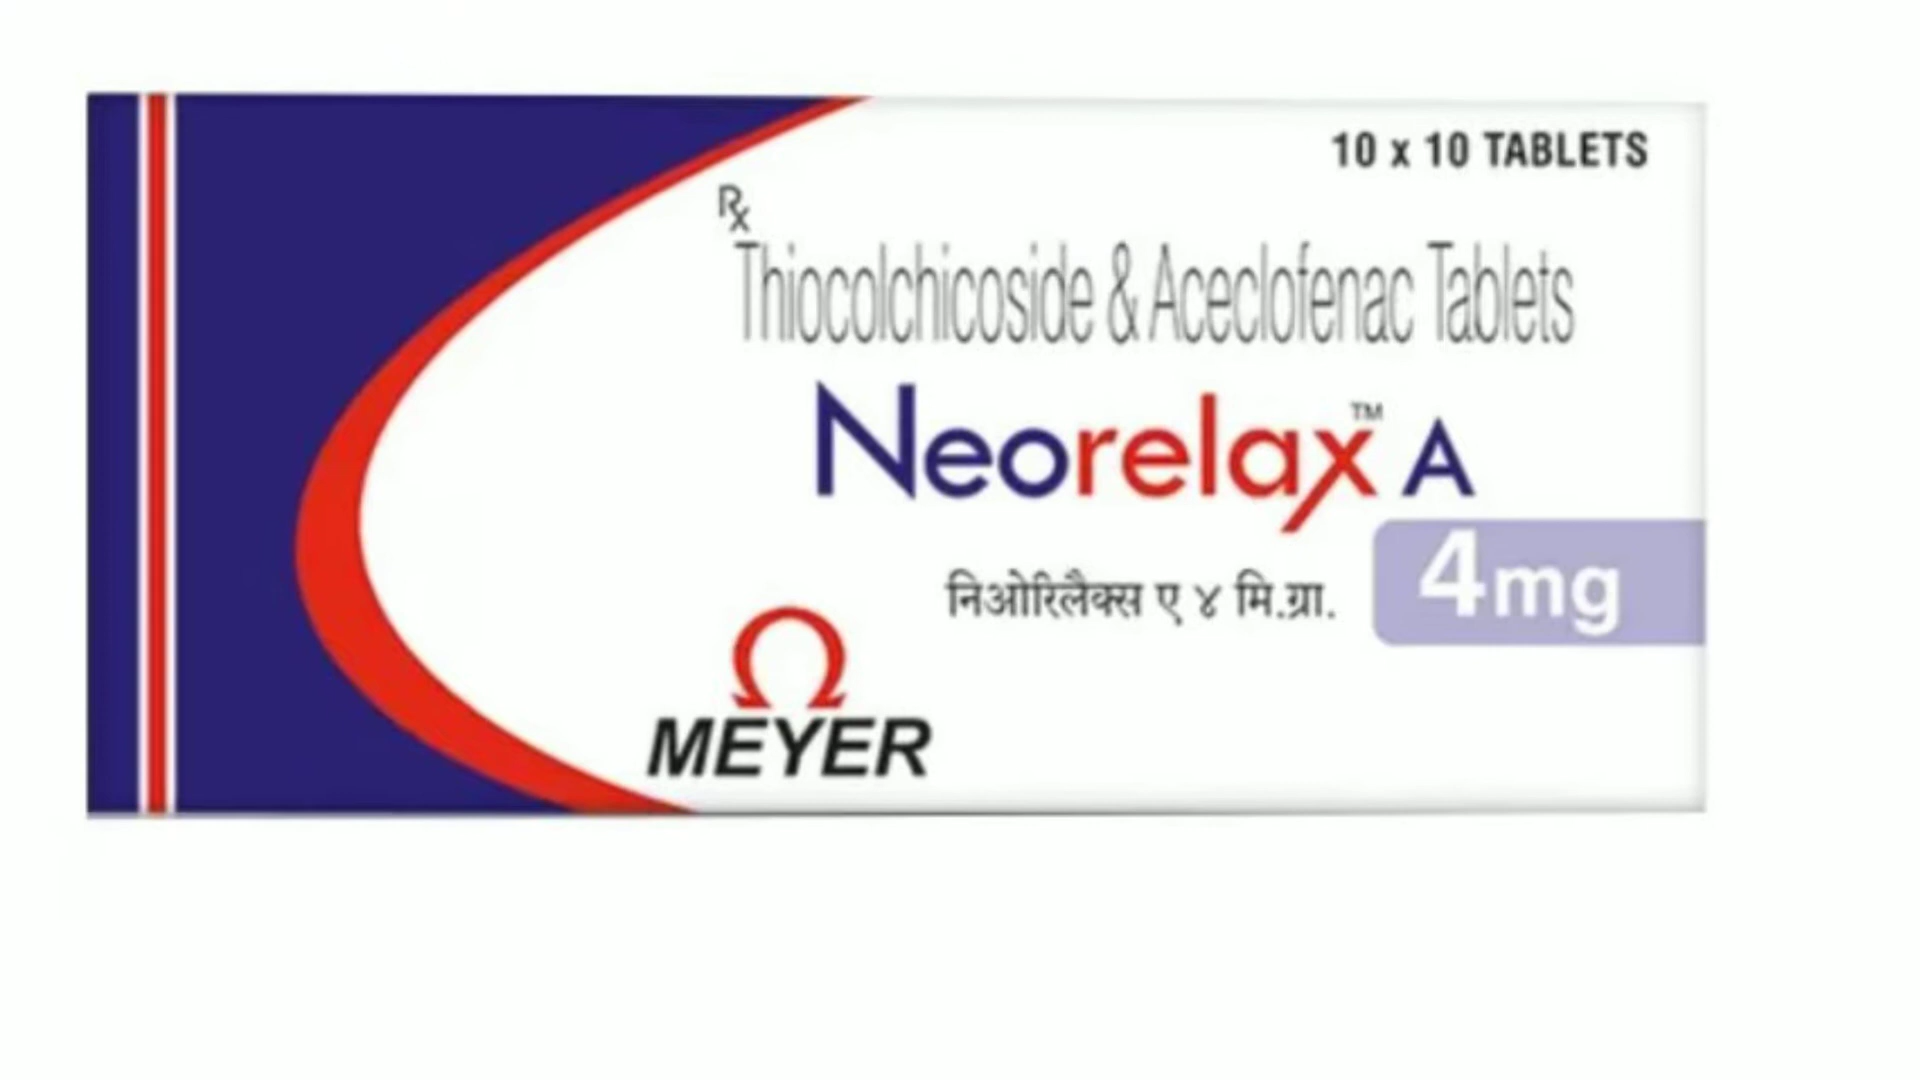 10 x 10 TABLETS
Rx
Thiocolchicoside & Aceclofenac Tablets
Neorelax™ A
4mg
निओरिलैक्स ए ४ मि.ग्रा.
MEYER